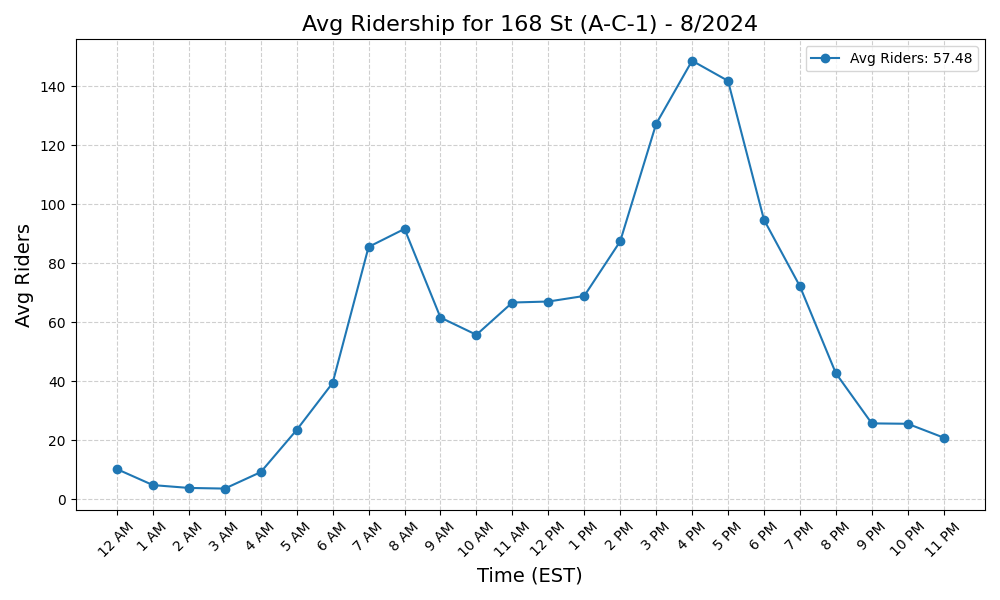 Avg Ridership for 168 St (A-C-1) - 8/2024
Avg Riders: 57.48
Avg Riders
140
120
100
80
60
40
20
0
12 AM
1 AM
2 AM
3 AM
4 AM
5 AM
6 AM
7 AM
8 AM
9 AM
10 AM
11 AM
12 PM
1 PM
2 PM
3 PM
4 PM
5 PM
6 PM
7 PM
8 PM
9 PM
10 PM
11 PM
Time (EST)